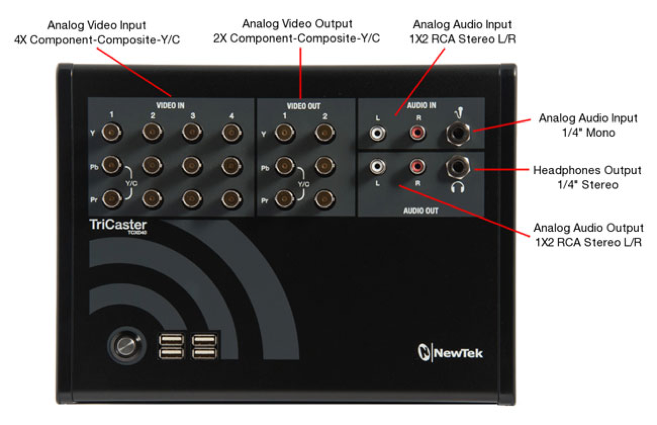 Analog Video Input
4X Component-Composite-Y/C
Analog Video Output
2X Component-Composite-Y/C
Analog Audio Input
1X2 RCA Stereo L/R
VIDEO IN
1 2 3 4
Y
Pb
Y/C
Pr
VIDEO OUT
1 2
Y
Pb
Y/C
Pr
AUDIO IN
L R
L R
AUDIO OUT
Analog Audio Input
1/4" Mono
Headphones Output
1/4" Stereo
Analog Audio Output
1X2 RCA Stereo L/R
TriCaster
NewTek